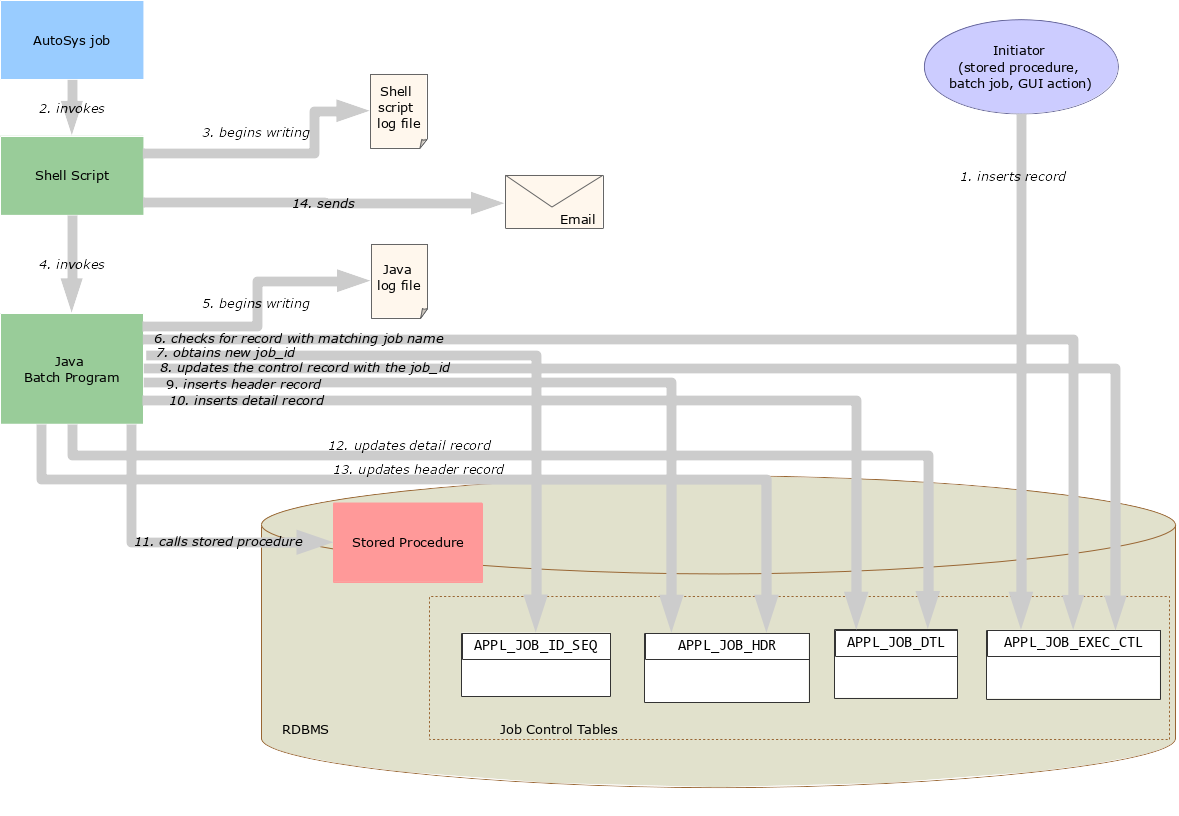 AutoSys job
Initiator
(stored procedure,
batch job, GUI action)
2. invokes
Shell
script
log file
3. begins writing
Shell Script
1. inserts record
14. sends
Email
4. invokes
Java
log file
5. begins writing
6. checks for record with matching job name
7. obtains new job_id
Java
Batch Program
8. updates the control record with the job_id
9. inserts header record
10. inserts detail record
12. updates detail record
13. updates header record
11. calls stored procedure
Stored Procedure
APPL_JOB_ID_SEQ
APPL_JOB_HDR
APPL_JOB_DTL
APPL_JOB_EXEC_CTL
RDBMS
Job Control Tables